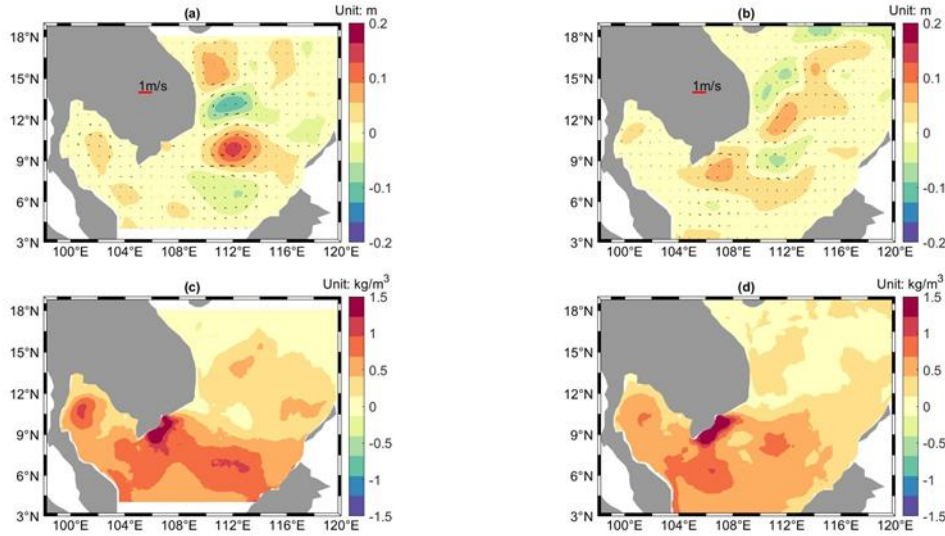 (a) Unit: m (b) Unit: m
18°N 0.2 18°N 0.2
15°N 1m/s 0.1 15°N 1m/s 0.1
12°N 0 12°N 0
9°N 9°N
6°N -0.1 6°N -0.1
3°N -0.2 3°N -0.2
100°E 104°E 108°E 112°E 116°E 120°E 100°E 104°E 108°E 112°E 116°E 120°E
(c) Unit: kg/m³ (d) Unit: kg/m³
18°N 1.5 18°N 1.5
15°N 1 15°N 1
12°N 0.5 12°N 0.5
9°N 0 9°N 0
6°N -0.5 6°N -0.5
-1 -1
3°N -1.5 3°N -1.5
100°E 104°E 108°E 112°E 116°E 120°E 100°E 104°E 108°E 112°E 116°E 120°E